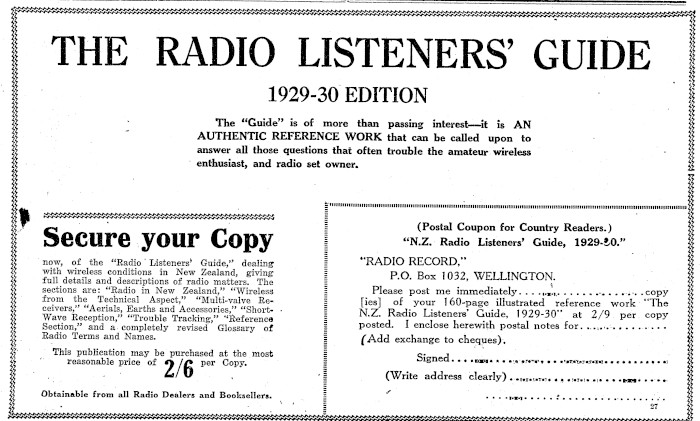 THE RADIO LISTENERS' GUIDE
1929-30 EDITION
The "Guide" is of more than passing interest—it is AN
AUTHENTIC REFERENCE WORK that can be called upon to
answer all those questions that often trouble the amateur wireless
enthusiast, and radio set owner.
Secure your Copy
now, of the "Radio Listeners' Guide," dealing
with wireless conditions in New Zealand, giving
full details and descriptions of radio matters. The
sections are: "Radio in New Zealand," "Wireless
from the Technical Aspect," "Multi-valve Re-
ceivers," "Aerials, Earths and Accessories," "Short-
Wave Reception," "Trouble Tracking," "Reference
Section," and a completely revised Glossary of
Radio Terms and Names.
This publication may be purchased at the most
reasonable price of 2/6 per Copy.
Obtainable from all Radio Dealers and Booksellers.
(Postal Coupon for Country Readers.)
"N.Z. Radio Listeners' Guide, 1929-30."
"RADIO RECORD,"
P.O. Box 1032, WELLINGTON.
Please post me immediately..............copy
[ies] of your 160-page illustrated reference work "The
N.Z. Radio Listeners' Guide, 1929-30" at 2/9 per copy
posted. I enclose herewith postal notes for..............
(Add exchange to cheques).
Signed..............
(Write address clearly)..............
27